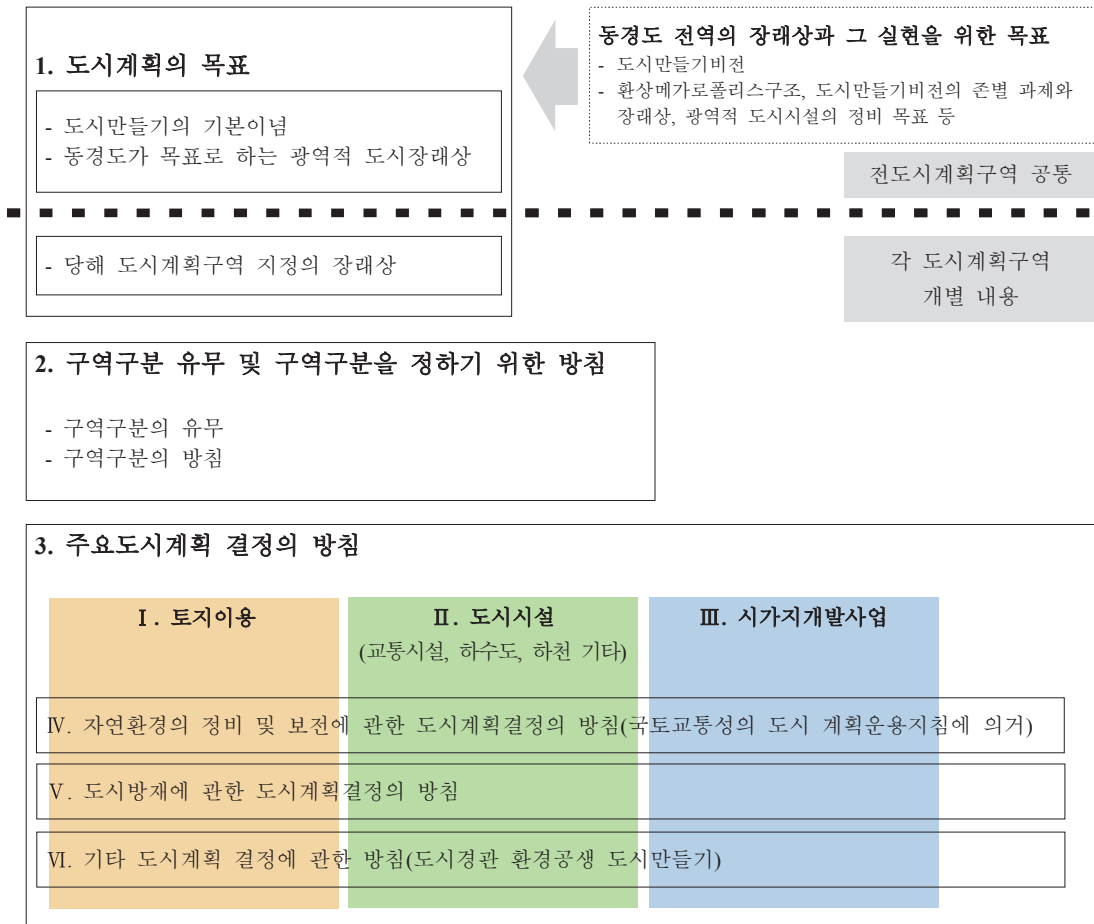 1. 도시계획의 목표
- 도시만들기의 기본이념
- 동경도가 목표로 하는 광역적 도시장래상
동경도 전역의 장래상과 그 실현을 위한 목표
- 도시만들기비전
- 환상메가로폴리스구조, 도시만들기비전의 존별 과제와
장래상, 광역적 도시시설의 정비 목표 등
전도시계획구역 공통
- 당해 도시계획구역 지정의 장래상
각 도시계획구역
개별 내용
2. 구역구분 유무 및 구역구분을 정하기 위한 방침
- 구역구분의 유무
- 구역구분의 방침
3. 주요도시계획 결정의 방침
Ⅰ. 토지이용
Ⅱ. 도시시설
(교통시설, 하수도, 하천 기타)
Ⅲ. 시가지개발사업
Ⅳ. 자연환경의 정비 및 보전에 관한 도시계획결정의 방침(국토교통성의 도시 계획운용지침에 의거)
Ⅴ. 도시방재에 관한 도시계획결정의 방침
Ⅵ. 기타 도시계획 결정에 관한 방침(도시경관 환경공생 도시만들기)